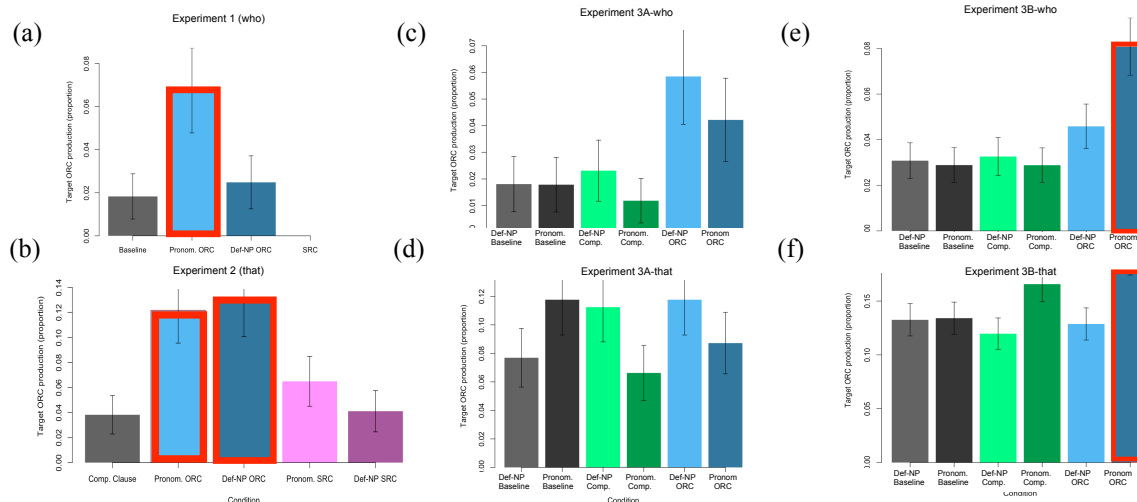 (a)
Experiment 1 (who)
Target ORC production (proportion)
0.00 0.02 0.04 0.06 0.08
Baseline Pronom. ORC Def-NP ORC SRC
(c)
Experiment 3A-who
Target ORC production (proportion)
0.00 0.01 0.02 0.03 0.04 0.05 0.06 0.07
Def-NP Pronom. Def-NP Pronom. Def-NP Pronom
Baseline Baseline Comp. Comp. ORC ORC
(e)
Experiment 3B-who
Target ORC production (proportion)
0.00 0.02 0.04 0.06 0.08
Def-NP Pronom. Def-NP Pronom. Def-NP Pronom
Baseline Baseline Comp. Comp. ORC ORC
(b)
Experiment 2 (that)
Target ORC production (proportion)
0.00 0.02 0.04 0.06 0.08 0.10 0.12 0.14
Comp. Clause Pronom. ORC Def-NP ORC Pronom. SRC Def-NP SRC
Condition
(d)
Experiment 3A-that
Target ORC production (proportion)
0.00 0.02 0.04 0.06 0.08 0.10 0.12
Def-NP Pronom. Def-NP Pronom. Def-NP Pronom
Baseline Baseline Comp. Comp. ORC ORC
Condition
(f)
Experiment 3B-that
Target ORC production (proportion)
0.00 0.05 0.10 0.15
Def-NP Pronom. Def-NP Pronom. Def-NP Pronom
Baseline Baseline Comp. Comp. ORC ORC
Condition